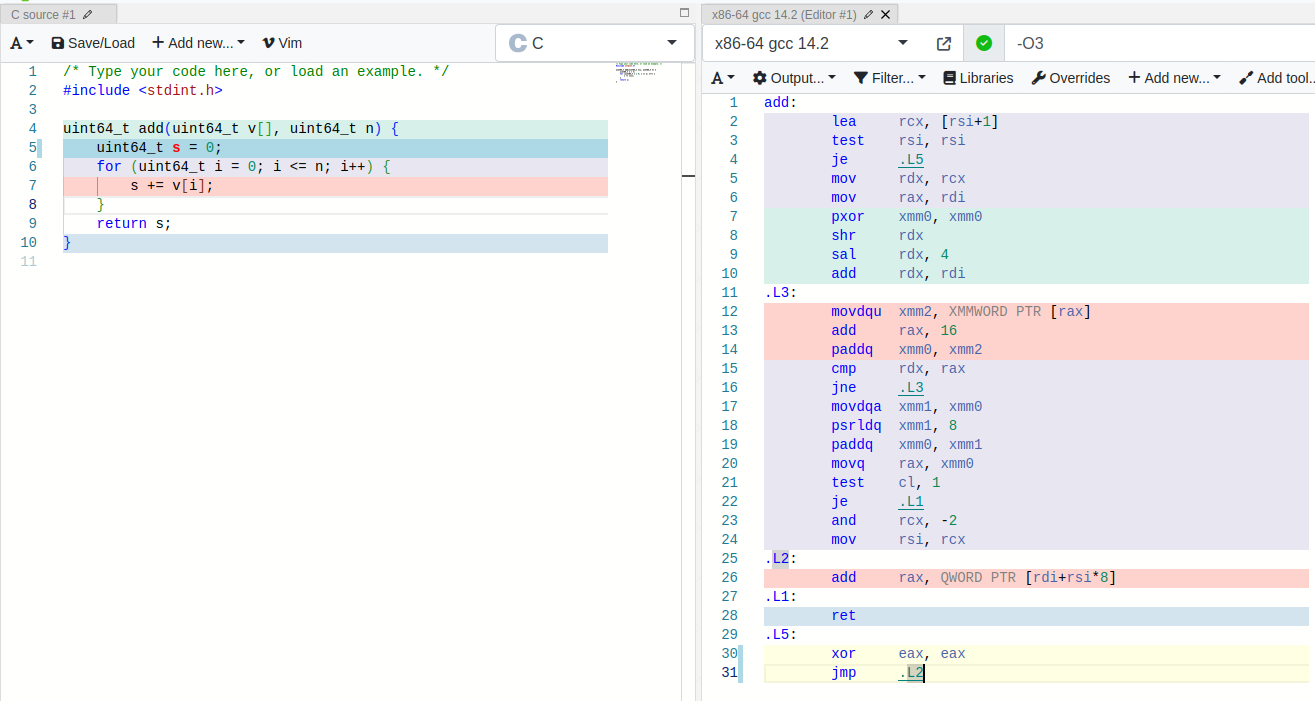 C source #1
A Save/Load Add new... Vim C
1 /* Type your code here, or load an example. */
2 #include <stdint.h>
3
4 uint64_t add(uint64_t v[], uint64_t n) {
5     uint64_t s = 0;
6     for (uint64_t i = 0; i <= n; i++) {
7         s += v[i];
8     }
9     return s;
10 }
11
x86-64 gcc 14.2 (Editor #1)
x86-64 gcc 14.2 -O3
A Output... Filter... Libraries Overrides + Add new... Add tool...
1 add:
2         lea     rcx, [rsi+1]
3         test    rsi, rsi
4         je      .L5
5         mov     rdx, rcx
6         mov     rax, rdi
7         pxor    xmm0, xmm0
8         shr     rdx
9         sal     rdx, 4
10         add     rdx, rdi
11 .L3:
12         movdqu  xmm2, XMMWORD PTR [rax]
13         add     rax, 16
14         paddq   xmm0, xmm2
15         cmp     rdx, rax
16         jne     .L3
17         movdqa  xmm1, xmm0
18         psrldq  xmm1, 8
19         paddq   xmm0, xmm1
20         movq    rax, xmm0
21         test    cl, 1
22         je      .L1
23         and     rcx, -2
24         mov     rsi, rcx
25 .L2:
26         add     rax, QWORD PTR [rdi+rsi*8]
27 .L1:
28         ret
29 .L5:
30         xor     eax, eax
31         jmp     .L2